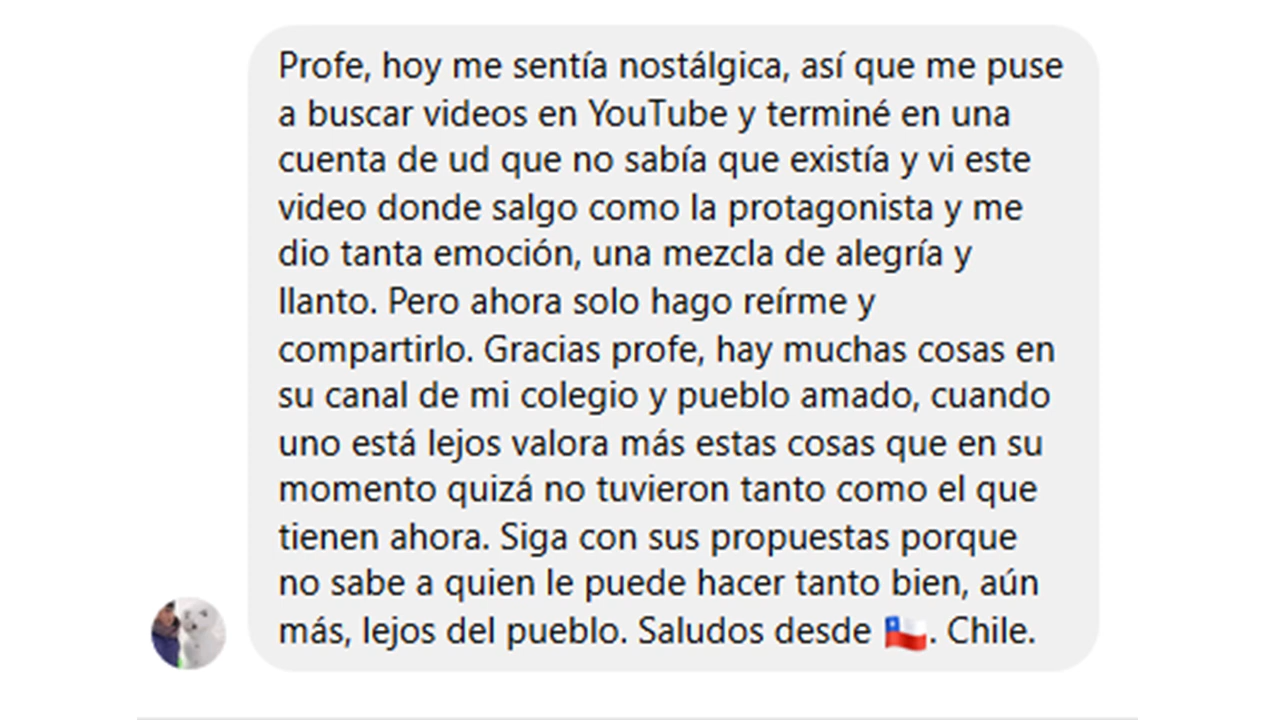 Profe, hoy me sentía nostálgica, así que me puse
a buscar videos en YouTube y terminé en una
cuenta de ud que no sabía que existía y vi este
video donde salgo como la protagonista y me
dio tanta emoción, una mezcla de alegría y
llanto. Pero ahora solo hago reírme y
compartirlo. Gracias profe, hay muchas cosas en
su canal de mi colegio y pueblo amado, cuando
uno está lejos valora más estas cosas que en su
momento quizá no tuvieron tanto como el que
tienen ahora. Siga con sus propuestas porque
no sabe a quien le puede hacer tanto bien, aún
más, lejos del pueblo. Saludos desde 🇨🇱. Chile.